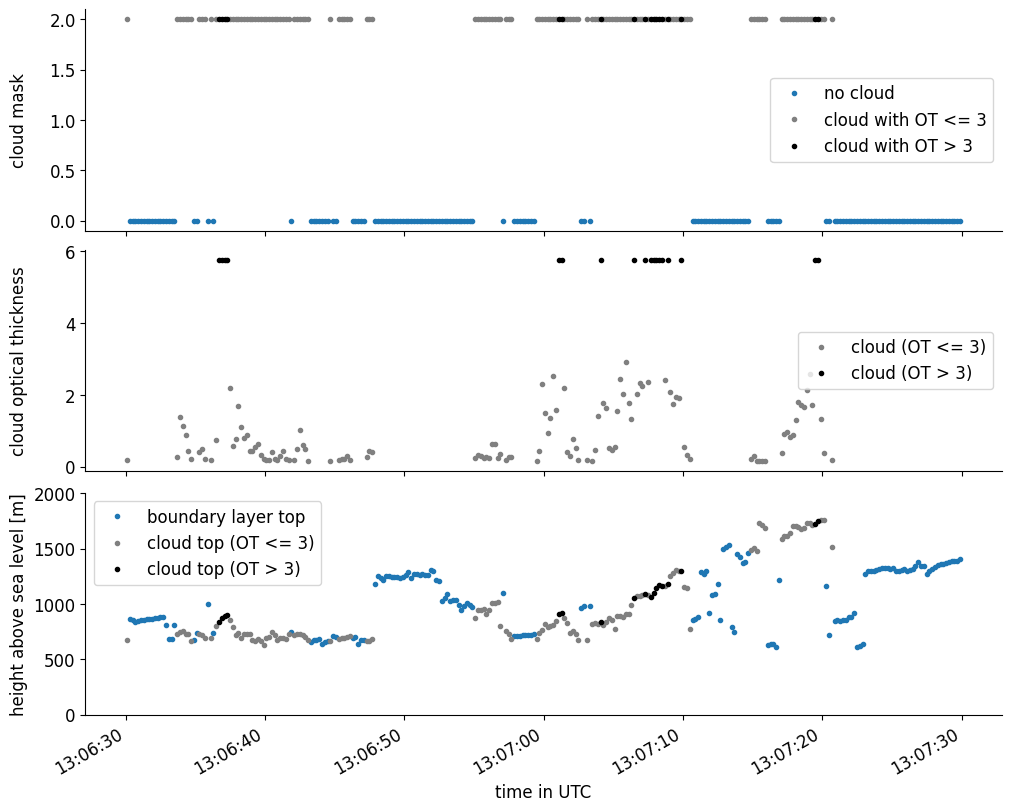 2.0
1.5
1.0
0.5
0.0
cloud mask
no cloud
cloud with OT <= 3
cloud with OT > 3
6
4
2
0
cloud optical thickness
cloud (OT <= 3)
cloud (OT > 3)
2000
1500
1000
500
0
height above sea level [m]
boundary layer top
cloud top (OT <= 3)
cloud top (OT > 3)
13:06:30
13:06:40
13:06:50
13:07:00
13:07:10
13:07:20
13:07:30
time in UTC